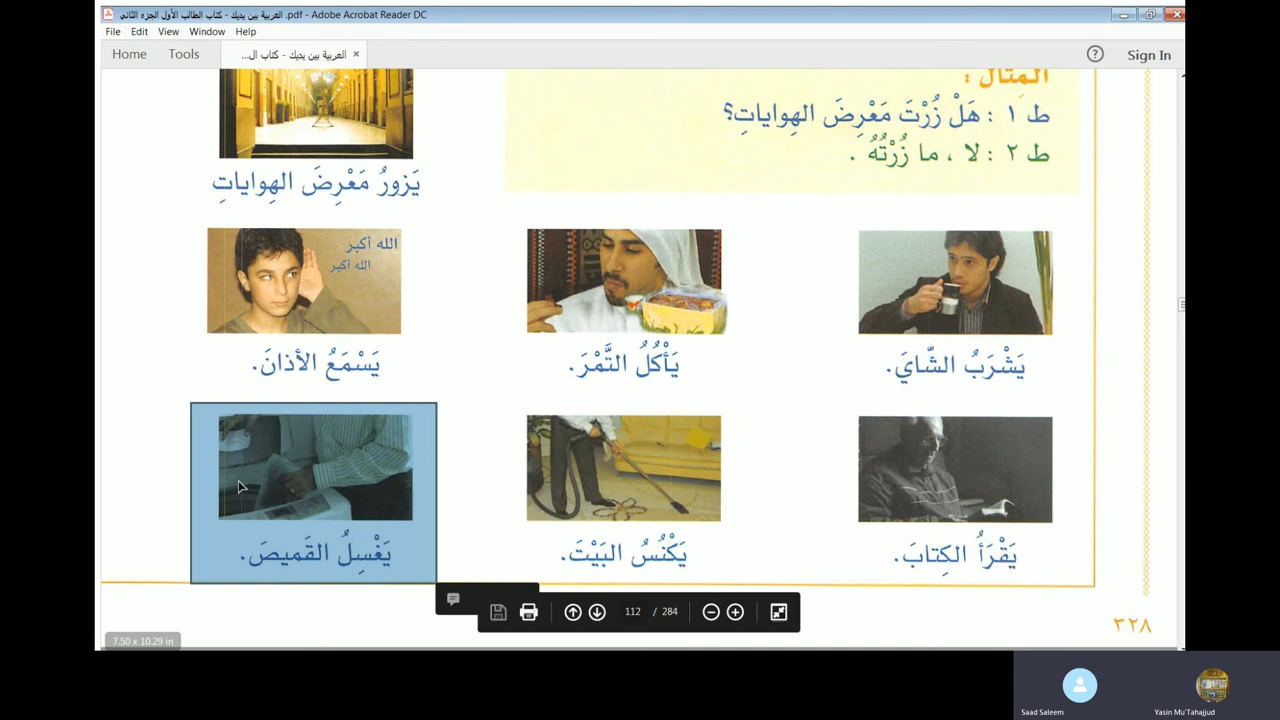 العربية بين يديك - كتاب الطالب الأول الجزء الثاني .pdf - Adobe Acrobat Reader DC
File Edit View Window Help
Home Tools العربية بين يديك - كتاب ال... × ? Sign In
المِثال :
ط ١ : هَلْ زُرْتَ مَعْرِضَ الهِواياتِ؟
ط ٢ : لا ، ما زُرْتُهُ .
يَزورُ مَعْرِضَ الهِواياتِ
الله أكبر
الله أكبر
يَشْرَبُ الشّايَ.
يَأْكُلُ التَّمْرَ.
يَسْمَعُ الأذانَ.
يَقْرَأُ الكِتابَ.
يَكْنُسُ البَيْتَ.
يَغْسِلُ القَميصَ.
112 / 284
٣٢٨
7.50 x 10.29 in
Saad Saleem
Yasin Mu'Tahajjud